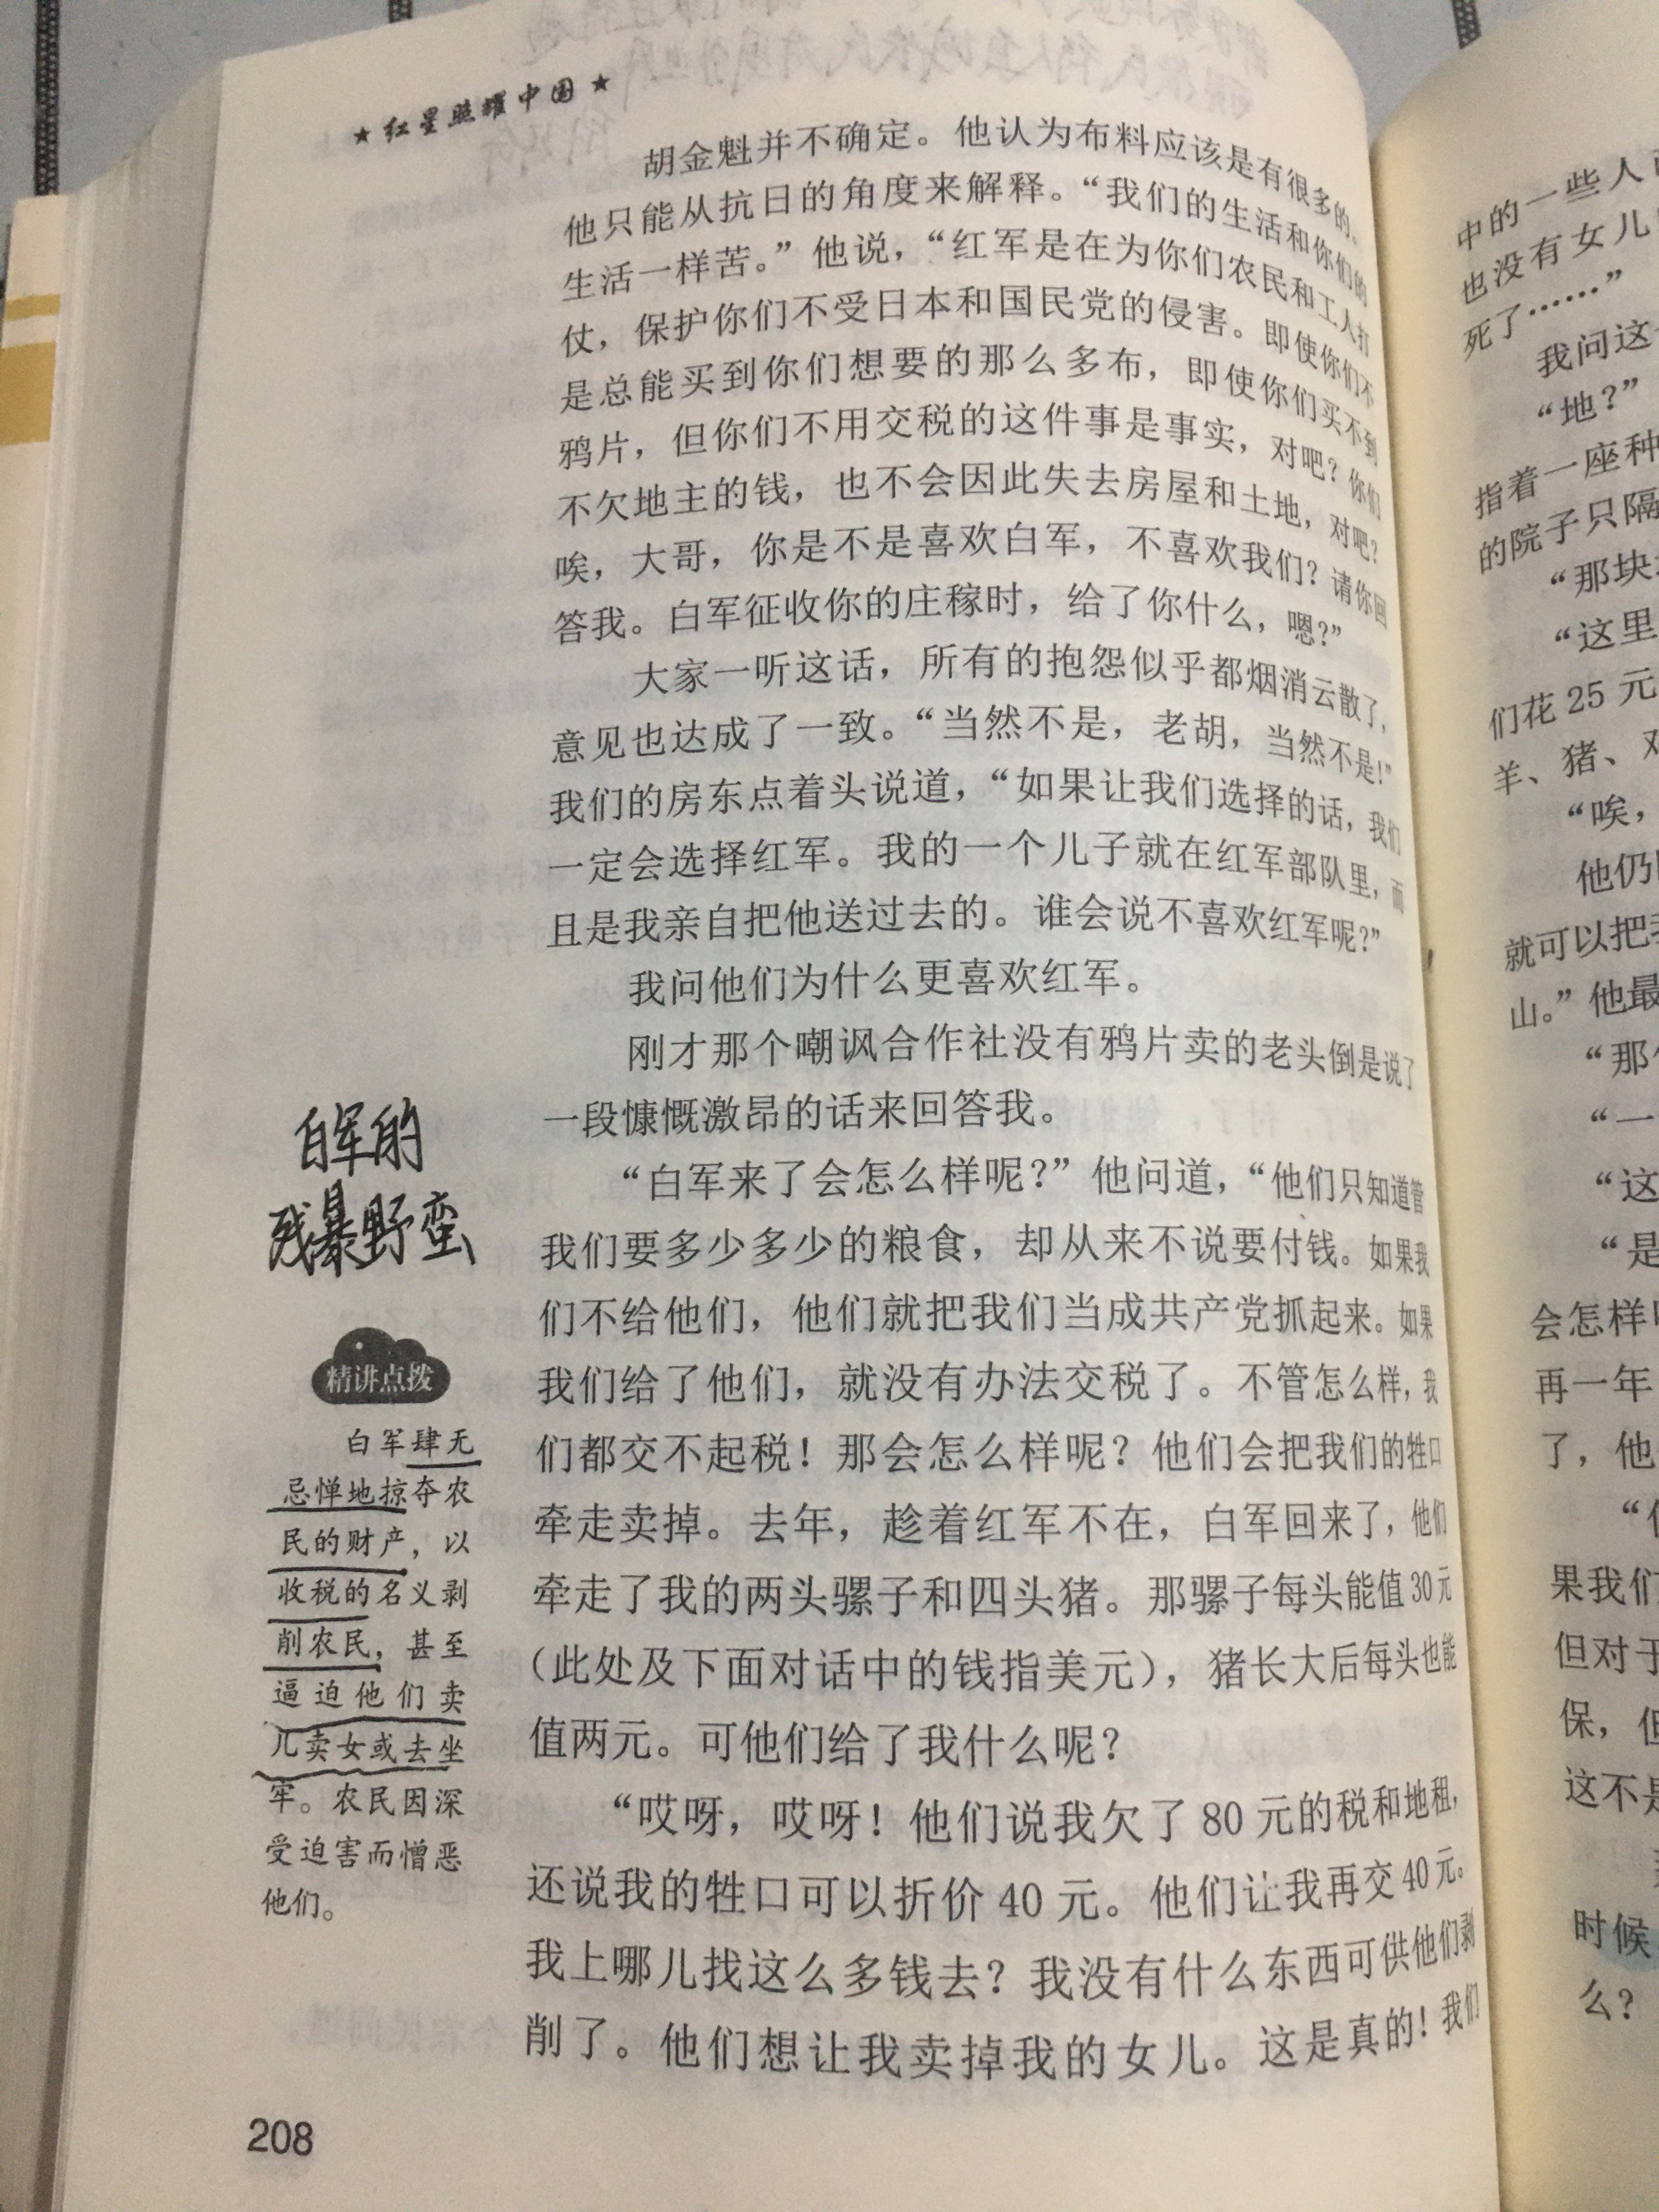 ★ 红星照耀中国 ★
胡金魁并不确定。他认为布料应该是有很多的。
他只能从抗日的角度来解释。“我们的生活和你们的
生活一样苦。”他说，“红军是在为你们农民和工人打
仗，保护你们不受日本和国民党的侵害。即使你们不
是总能买到你们想要的那么多布，即使你们买不到
鸦片，但你们不用交税的这件事是事实，对吧？你们
不欠地主的钱，也不会因此失去房屋和土地，对吧？
唉，大哥，你是不是喜欢白军，不喜欢我们？请你回
答我。白军征收你的庄稼时，给了你什么，嗯？”
大家一听这话，所有的抱怨似乎都烟消云散了，
意见也达成了一致。“当然不是，老胡，当然不是！”
我们的房东点着头说道，“如果让我们选择的话，我们
一定会选择红军。我的一个儿子就在红军部队里，而
且是我亲自把他送过去的。谁会说不喜欢红军呢？”
我问他们为什么更喜欢红军。
刚才那个嘲讽合作社没有鸦片卖的老头倒是说了
一段慷慨激昂的话来回答我。
“白军来了会怎么样呢？”他问道，“他们只知道管
我们要多少多少的粮食，却从来不说要付钱。如果我
们不给他们，他们就把我们当成共产党抓起来。如果
我们给了他们，就没有办法交税了。不管怎么样，我
们都交不起税！那会怎么样呢？他们会把我们的牲口
牵走卖掉。去年，趁着红军不在，白军回来了，他们
牵走了我的两头骡子和四头猪。那骡子每头能值30元
（此处及下面对话中的钱指美元），猪长大后每头也能
值两元。可他们给了我什么呢？
“哎呀，哎呀！他们说我欠了80元的税和地租，
还说我的牲口可以折价40元。他们让我再交40元。
我上哪儿找这么多钱去？我没有什么东西可供他们剥
削了。他们想让我卖掉我的女儿。这是真的！我们
白军的
残暴野蛮
精讲点拨
白军肆无
忌惮地掠夺农
民的财产，以
收税的名义剥
削农民，甚至
逼迫他们卖
儿卖女或去坐
牢。农民因深
受迫害而憎恶
他们。
208
中的一些人
也没有女儿
死了……”
我问这
“地？”
指着一座种
的院子只隔
“那块
“这里
们花25元
羊、猪、
“唉，
他仍
就可以把
山。”他最
“那
“一
“这
“是
会怎样
再一年
了，他
果我们
但对于
保，但
这不是
时候
么？